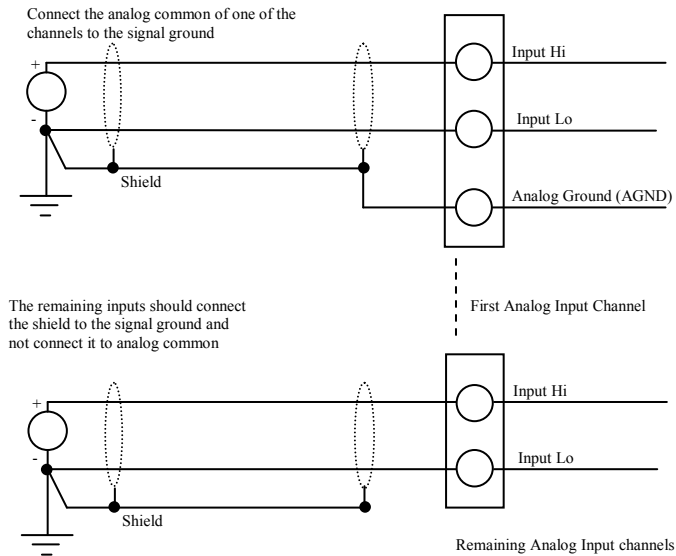 Connect the analog common of one of the
channels to the signal ground
+
-
Shield
Input Hi
Input Lo
Analog Ground (AGND)
The remaining inputs should connect
the shield to the signal ground and
not connect it to analog common
First Analog Input Channel
+
-
Shield
Input Hi
Input Lo
Remaining Analog Input channels